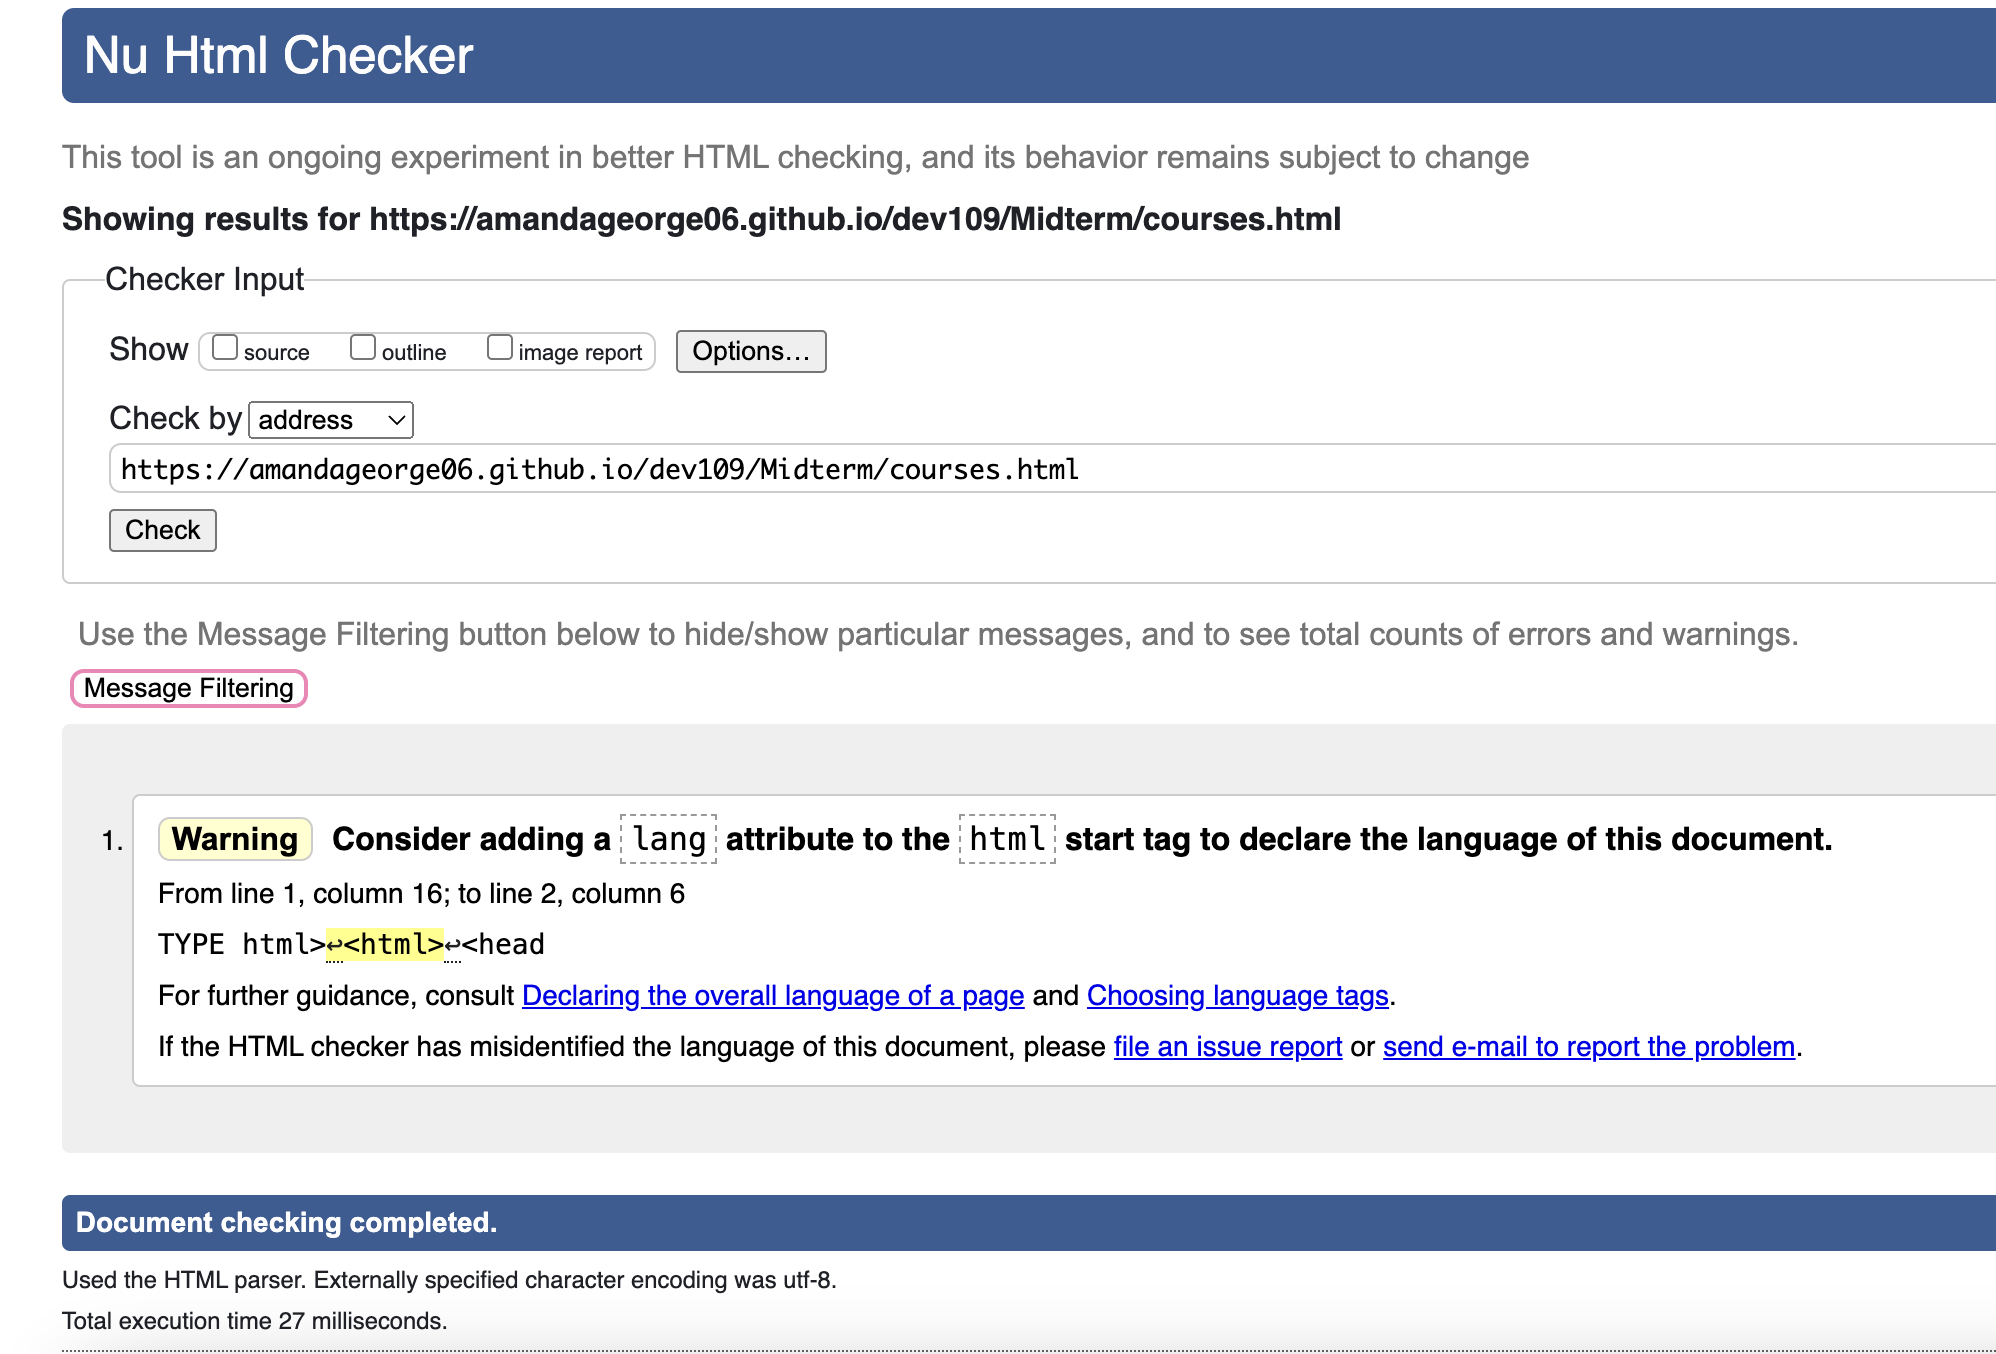 Nu Html Checker
This tool is an ongoing experiment in better HTML checking, and its behavior remains subject to change
Showing results for https://amandageorge06.github.io/dev109/Midterm/courses.html
Checker Input
Show source outline image report Options...
Check by address
https://amandageorge06.github.io/dev109/Midterm/courses.html
Check
Use the Message Filtering button below to hide/show particular messages, and to see total counts of errors and warnings.
Message Filtering
1. Warning Consider adding a lang attribute to the html start tag to declare the language of this document.
From line 1, column 16; to line 2, column 6
TYPE html>↩<html>↩<head
For further guidance, consult Declaring the overall language of a page and Choosing language tags.
If the HTML checker has misidentified the language of this document, please file an issue report or send e-mail to report the problem.
Document checking completed.
Used the HTML parser. Externally specified character encoding was utf-8.
Total execution time 27 milliseconds.